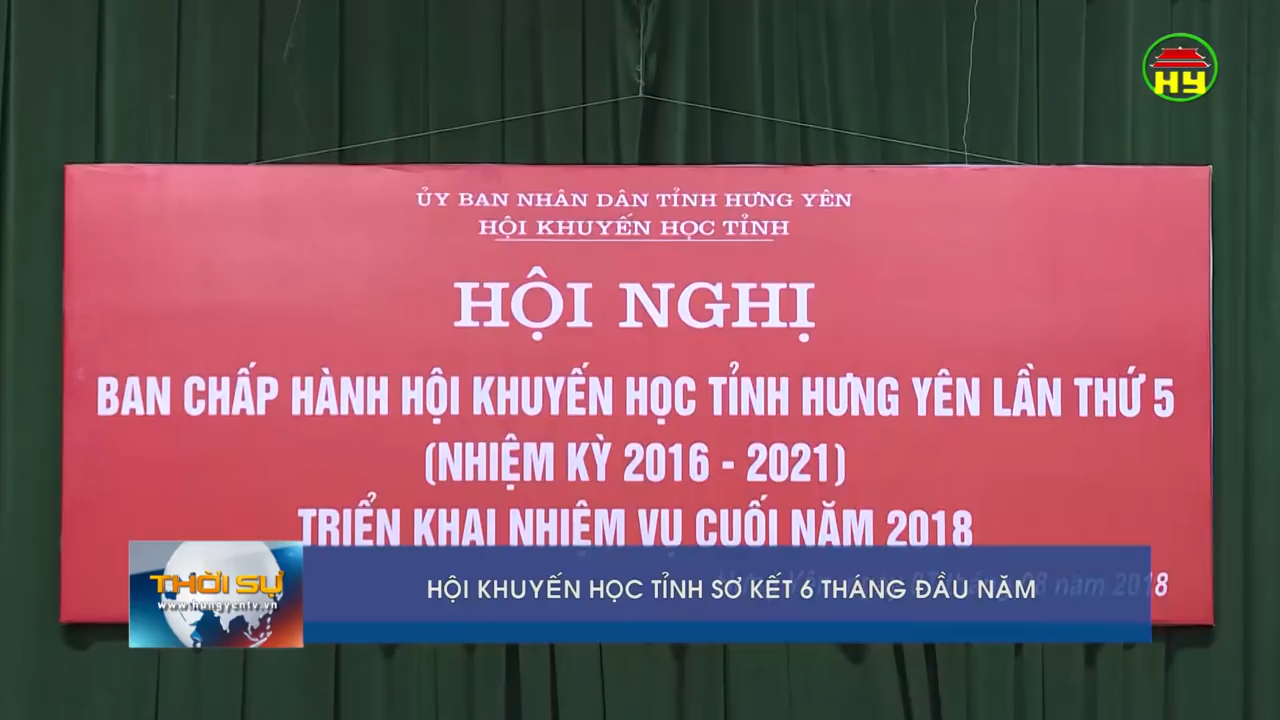 HY
ỦY BAN NHÂN DÂN TỈNH HƯNG YÊN
HỘI KHUYẾN HỌC TỈNH
HỘI NGHỊ
BAN CHẤP HÀNH HỘI KHUYẾN HỌC TỈNH HƯNG YÊN LẦN THỨ 5
(NHIỆM KỲ 2016 - 2021)
TRIỂN KHAI NHIỆM VỤ CUỐI NĂM 2018
năm 2018
THỜI SỰ
www.hungyentv.vn
HỘI KHUYẾN HỌC TỈNH SƠ KẾT 6 THÁNG ĐẦU NĂM